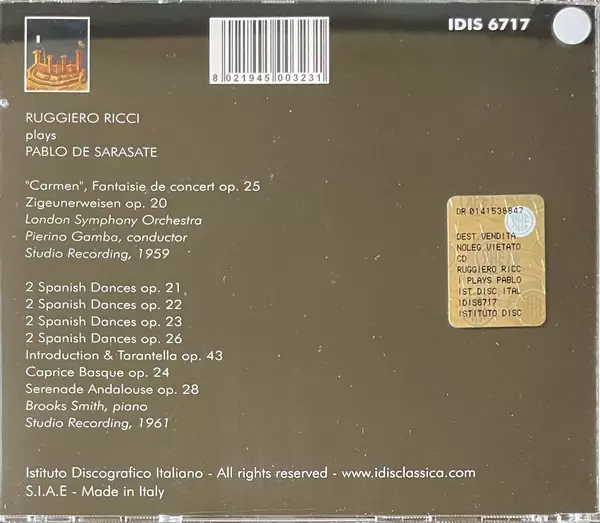 IDIS 6717
8 021945 003231
RUGGIERO RICCI
plays
PABLO DE SARASATE
"Carmen", Fantaisie de concert op. 25
Zigeunerweisen op. 20
London Symphony Orchestra
Pierino Gamba, conductor
Studio Recording, 1959
2 Spanish Dances op. 21
2 Spanish Dances op. 22
2 Spanish Dances op. 23
2 Spanish Dances op. 26
Introduction & Tarantella op. 43
Caprice Basque op. 24
Serenade Andalouse op. 28
Brooks Smith, piano
Studio Recording, 1961
DR 0141538847
DEST.VENDITA
NOLEG.VIETATO
CD
RUGGIERO RICC
I PLAYS PABLO
IST.DISC.ITAL
IDIS6717
ISTITUTO DISC
Istituto Discografico Italiano - All rights reserved - www.idisclassica.com
S.I.A.E - Made in Italy